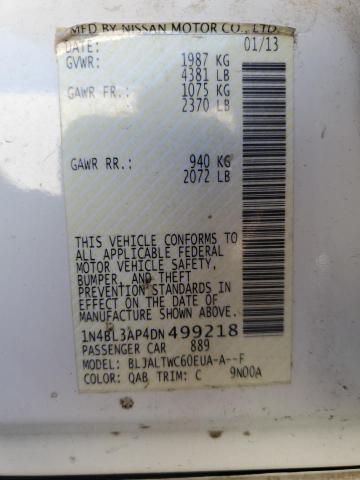 MFD BY NISSAN MOTOR CO., LTD.
DATE: 01/13
GVWR: 1987 KG
4381 LB
GAWR FR.: 1075 KG
2370 LB
GAWR RR.: 940 KG
2072 LB
THIS VEHICLE CONFORMS TO
ALL APPLICABLE FEDERAL
MOTOR VEHICLE SAFETY,
BUMPER, AND THEFT
PREVENTION STANDARDS IN
EFFECT ON THE DATE OF
MANUFACTURE SHOWN ABOVE.
1N4BL3AP4DN499218
PASSENGER CAR 889
MODEL: BLJALTWC60EUA-A--F
COLOR: QAB TRIM: C 9N00A